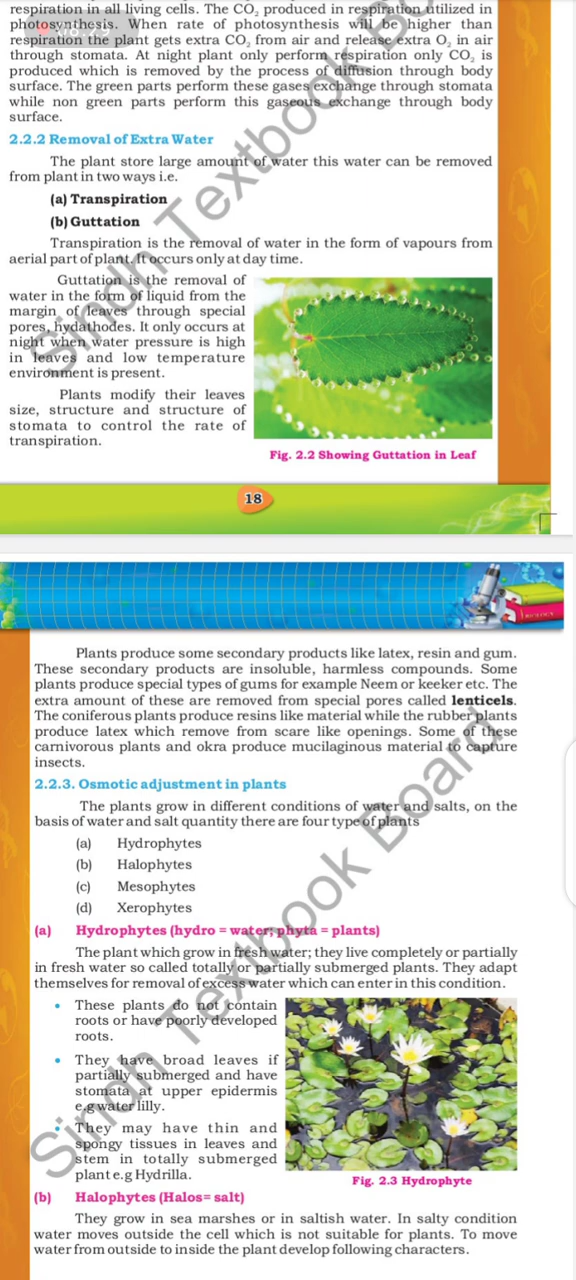 respiration in all living cells. The CO₂ produced in respiration utilized in
photosynthesis. When rate of photosynthesis will be higher than
respiration the plant gets extra CO₂ from air and release extra O₂ in air
through stomata. At night plant only perform respiration only CO₂ is
produced which is removed by the process of diffusion through body
surface. The green parts perform these gases exchange through stomata
while non green parts perform this gaseous exchange through body
surface.
2.2.2 Removal of Extra Water
The plant store large amount of water this water can be removed
from plant in two ways i.e.
(a) Transpiration
(b) Guttation
Transpiration is the removal of water in the form of vapours from
aerial part of plant. It occurs only at day time.
Guttation is the removal of
water in the form of liquid from the
margin of leaves through special
pores, hydathodes. It only occurs at
night when water pressure is high
in leaves and low temperature
environment is present.
Plants modify their leaves
size, structure and structure of
stomata to control the rate of
transpiration.
Fig. 2.2 Showing Guttation in Leaf
18
BIOLOGY
Plants produce some secondary products like latex, resin and gum.
These secondary products are insoluble, harmless compounds. Some
plants produce special types of gums for example Neem or keeker etc. The
extra amount of these are removed from special pores called lenticels.
The coniferous plants produce resins like material while the rubber plants
produce latex which remove from scare like openings. Some of these
carnivorous plants and okra produce mucilaginous material to capture
insects.
2.2.3. Osmotic adjustment in plants
The plants grow in different conditions of water and salts, on the
basis of water and salt quantity there are four type of plants
(a) Hydrophytes
(b) Halophytes
(c) Mesophytes
(d) Xerophytes
(a) Hydrophytes (hydro = water; phyta = plants)
The plant which grow in fresh water; they live completely or partially
in fresh water so called totally or partially submerged plants. They adapt
themselves for removal of excess water which can enter in this condition.
• These plants do not contain
roots or have poorly developed
roots.
• They have broad leaves if
partially submerged and have
stomata at upper epidermis
e.g water lilly.
• They may have thin and
spongy tissues in leaves and
stem in totally submerged
plant e.g Hydrilla.
Fig. 2.3 Hydrophyte
(b) Halophytes (Halos= salt)
They grow in sea marshes or in saltish water. In salty condition
water moves outside the cell which is not suitable for plants. To move
water from outside to inside the plant develop following characters.
Sindh Textbook Board
Sindh Textbook Board